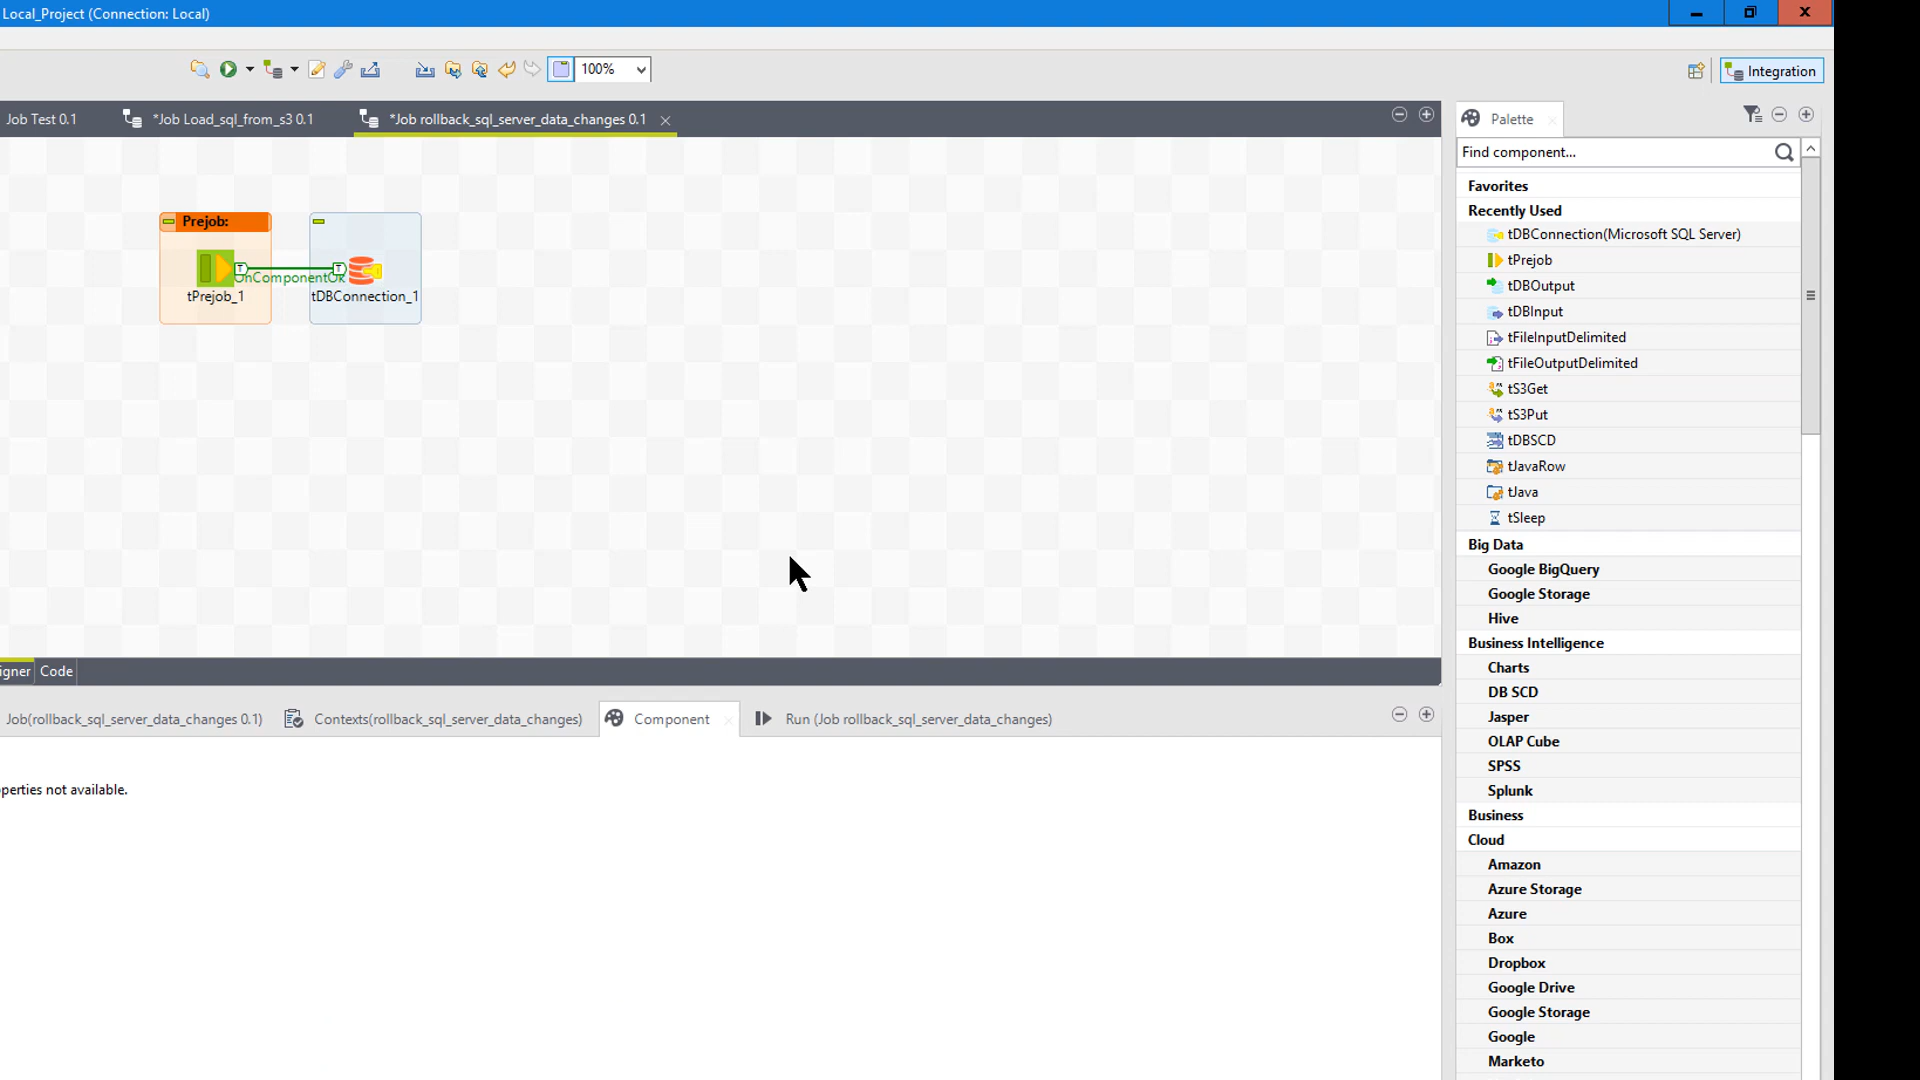 Local_Project (Connection: Local)
100%
Integration
Job Test 0.1
*Job Load_sql_from_s3 0.1
*Job rollback_sql_server_data_changes 0.1
Palette
Find component...
Favorites
Recently Used
tDBConnection(Microsoft SQL Server)
tPrejob
tDBOutput
tDBInput
tFileInputDelimited
tFileOutputDelimited
tS3Get
tS3Put
tDBSCD
tJavaRow
tJava
tSleep
Big Data
Google BigQuery
Google Storage
Hive
Business Intelligence
Charts
DB SCD
Jasper
OLAP Cube
SPSS
Splunk
Business
Cloud
Amazon
Azure Storage
Azure
Box
Dropbox
Google Drive
Google Storage
Google
Marketo
Prejob:
T
T
OnComponentOk
tPrejob_1
tDBConnection_1
igner
Code
Job(rollback_sql_server_data_changes 0.1)
Contexts(rollback_sql_server_data_changes)
Component
Run (Job rollback_sql_server_data_changes)
perties not available.